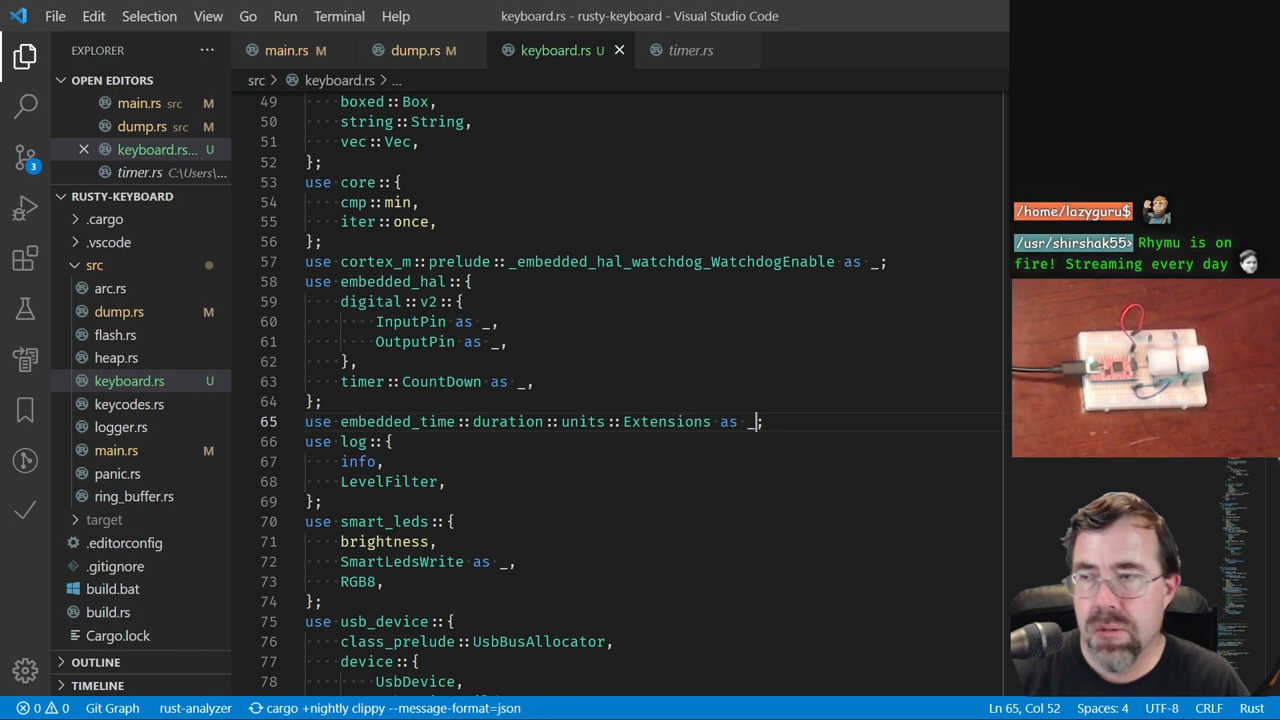 File Edit Selection View Go Run Terminal Help keyboard.rs - rusty-keyboard - Visual Studio Code
EXPLORER ...
main.rs M dump.rs M keyboard.rs U timer.rs
src > keyboard.rs > ...
OPEN EDITORS
main.rs src M
dump.rs src M
keyboard.rs... U
timer.rs C:\Users\...
RUSTY-KEYBOARD
.cargo
.vscode
src
arc.rs
dump.rs M
flash.rs
heap.rs
keyboard.rs U
keycodes.rs
logger.rs
main.rs M
panic.rs
ring_buffer.rs
target
.editorconfig
.gitignore
build.bat
build.rs
Cargo.lock
OUTLINE
TIMELINE
3
49 boxed::Box,
50 string::String,
51 vec::Vec,
52 };
53 use core::{
54 cmp::min,
55 iter::once,
56 };
57 use cortex_m::prelude::_embedded_hal_watchdog_WatchdogEnable as _;
58 use embedded_hal::{
59 digital::v2::{
60 InputPin as _,
61 OutputPin as _,
62 },
63 timer::CountDown as _,
64 };
65 use embedded_time::duration::units::Extensions as _;
66 use log::{
67 info,
68 LevelFilter,
69 };
70 use smart_leds::{
71 brightness,
72 SmartLedsWrite as _,
73 RGB8,
74 };
75 use usb_device::{
76 class_prelude::UsbBusAllocator,
77 device::{
78 UsbDevice,
/home/lazyguru$
/usr/shirshak55> Rhymu is on
fire! Streaming every day
0 0 Git Graph rust-analyzer cargo +nightly clippy --message-format=json Ln 65, Col 52 Spaces: 4 UTF-8 CRLF Rust